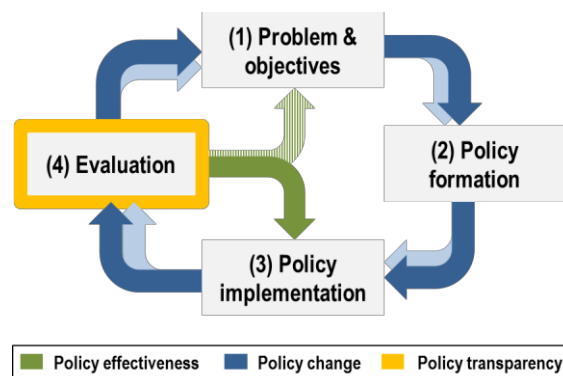 (1) Problem &
objectives
(2) Policy
formation
(4) Evaluation
(3) Policy
implementation
Policy effectiveness
Policy change
Policy transparency